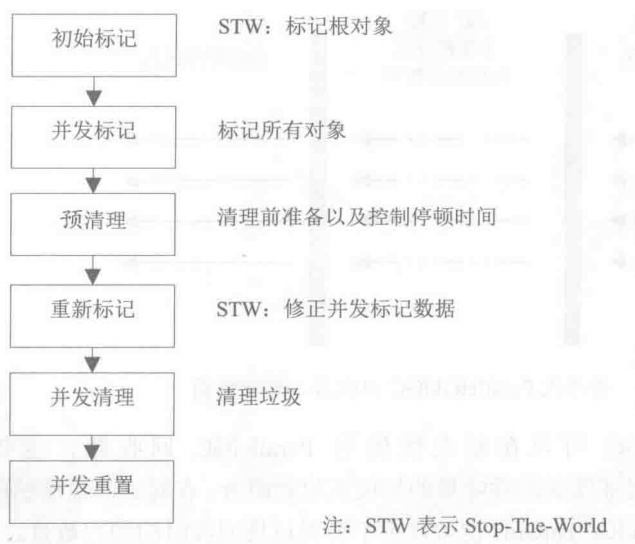 初始标记 STW：标记根对象
并发标记 标记所有对象
预清理 清理前准备以及控制停顿时间
重新标记 STW：修正并发标记数据
并发清理 清理垃圾
并发重置
注：STW 表示 Stop-The-World